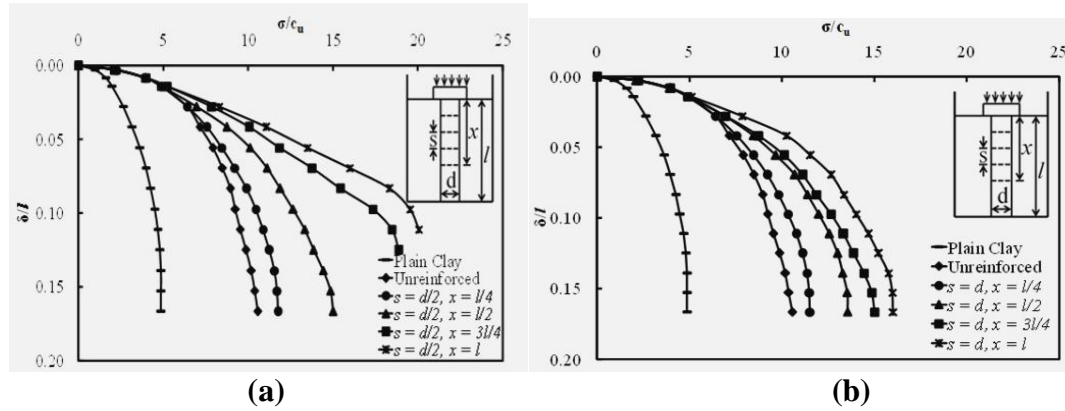 σ/cu
0 5 10 15 20 25
0.00
0.05
0.10
0.15
0.20
δ/l
s
x
l
d
Plain Clay
Unreinforced
s = d/2, x = l/4
s = d/2, x = l/2
s = d/2, x = 3l/4
s = d/2, x = l
(a)
σ/cu
0 5 10 15 20 25
0.00
0.05
0.10
0.15
0.20
δ/l
s
x
l
d
Plain Clay
Unreinforced
s = d, x = l/4
s = d, x = l/2
s = d, x = 3l/4
s = d, x = l
(b)